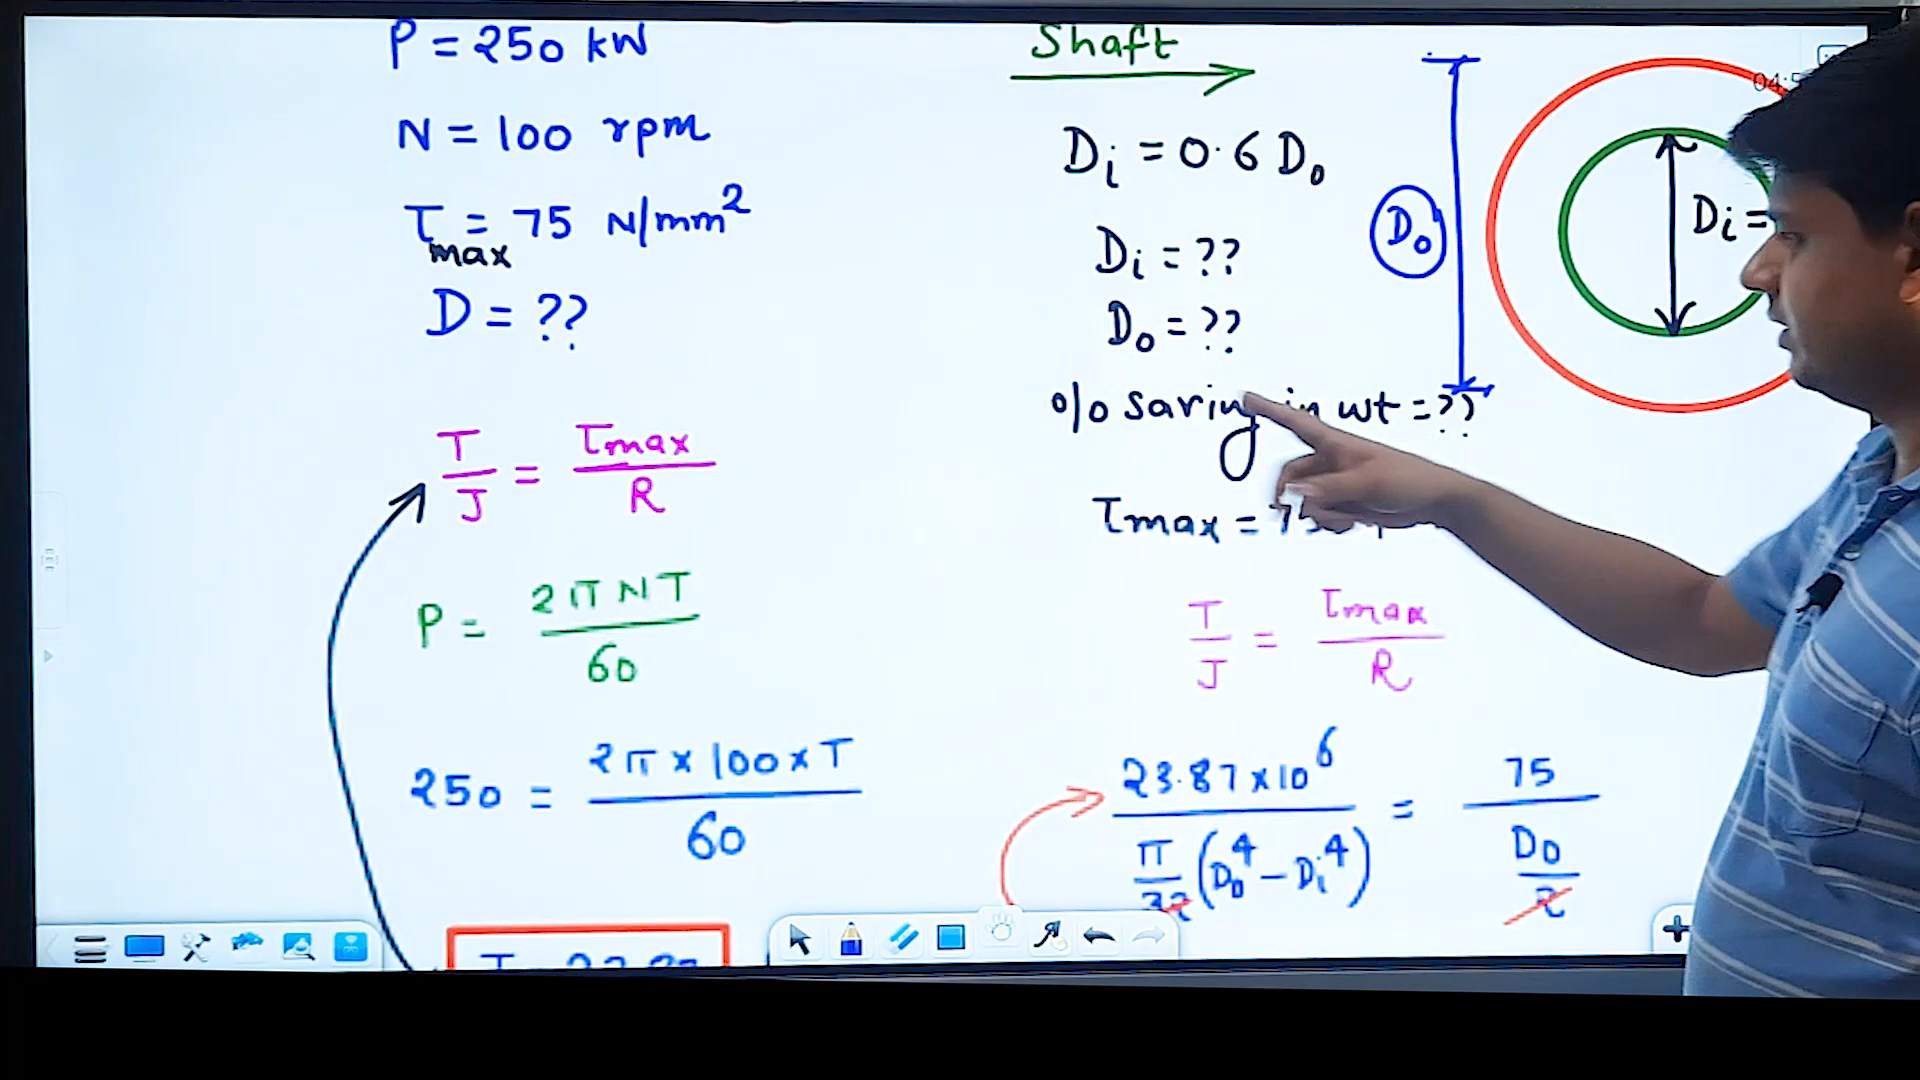 P = 250 kW
N = 100 rpm
τmax = 75 N/mm²
D = ??
T/J = τmax/R
P = 2πNT/60
250 = 2π×100×T/60
Shaft
Di = 0.6 Do
Di = ??
Do = ??
% saving in wt = ??
τmax = 75
T/J = τmax/R
23.87×10⁶ / π/32 (Do⁴ − Di⁴) = 75 / Do/2
Do
Di =